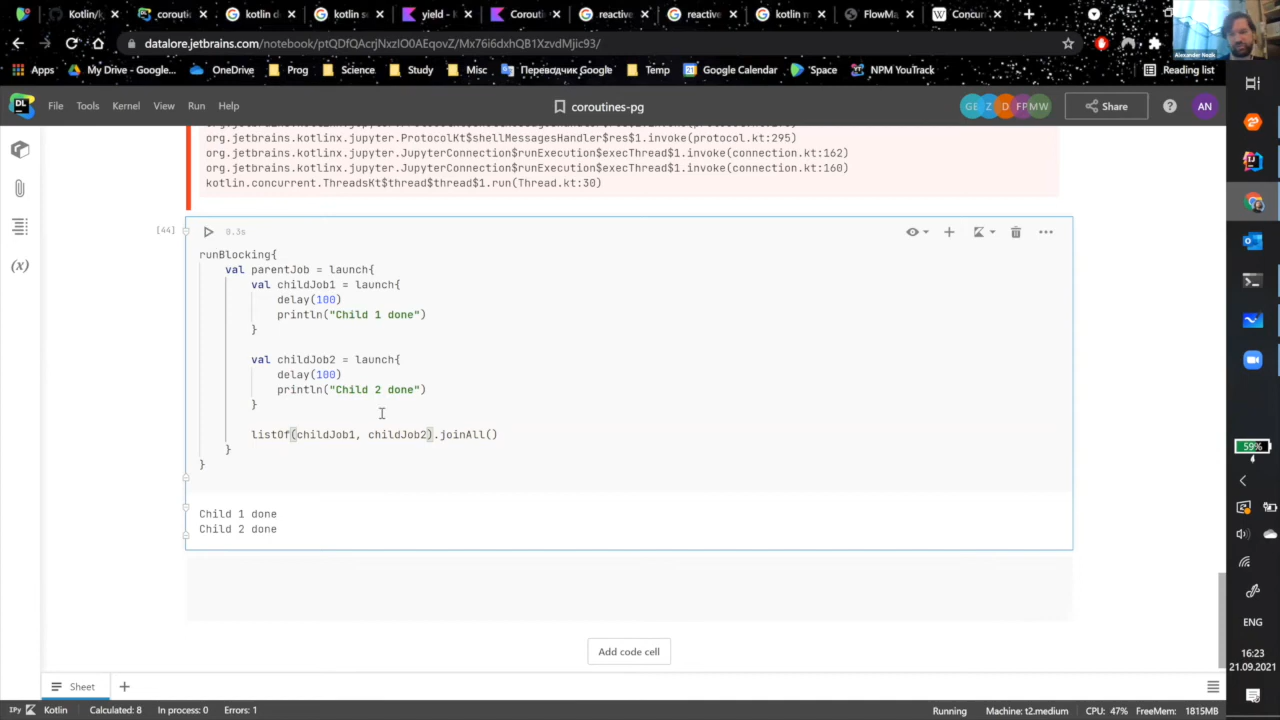 Kotlin/k
corouti
kotlin d
kotlin s
yield -
Corouti
reactive
reactive
kotlin m
FlowMa
Concur
datalore.jetbrains.com/notebook/ptQDfQAcrjNxzIO0AEqovZ/Mx76i6dxhQB1XzvdMjic93/
Apps
My Drive - Google...
OneDrive
Prog
Science
Study
Misc
Переводчик Google
Temp
Google Calendar
'Space
NPM YouTrack
Reading list
File
Tools
Kernel
View
Run
Help
coroutines-pg
GE
Z
D
FP
MW
Share
AN
org.jetbrains.kotlinx.jupyter.ProtocolKt$shellMessagesHandler$res$1.invoke(protocol.kt:295)
org.jetbrains.kotlinx.jupyter.JupyterConnection$runExecution$execThread$1.invoke(connection.kt:162)
org.jetbrains.kotlinx.jupyter.JupyterConnection$runExecution$execThread$1.invoke(connection.kt:160)
kotlin.concurrent.ThreadsKt$thread$thread$1.run(Thread.kt:30)
[44]
0.3s
runBlocking{
val parentJob = launch{
val childJob1 = launch{
delay(100)
println("Child 1 done")
}
val childJob2 = launch{
delay(100)
println("Child 2 done")
}
listOf(childJob1, childJob2).joinAll()
}
}
Child 1 done
Child 2 done
Add code cell
Sheet
Kotlin
Calculated: 8
In process: 0
Errors: 1
Running
Machine: t2.medium
CPU: 47%
FreeMem:
1815MB
59%
ENG
16:23
21.09.2021